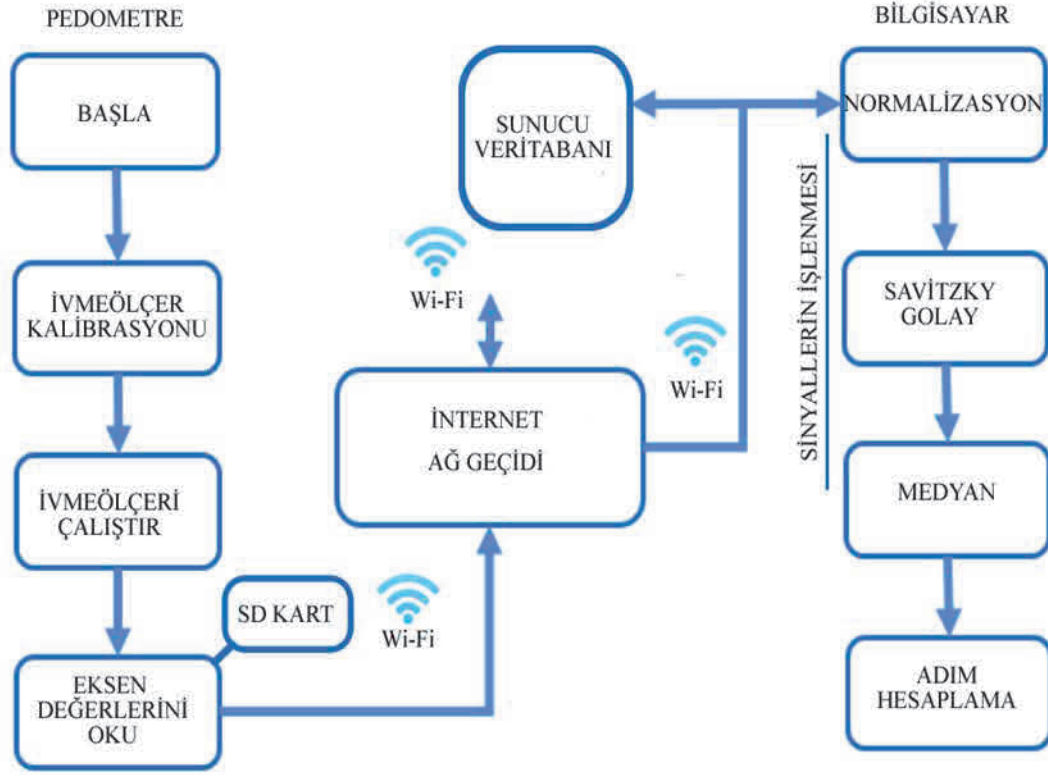 PEDOMETRE
BAŞLA
İVMEÖLÇER
KALİBRASYONU
İVMEÖLÇERİ
ÇALIŞTIR
EKSEN
DEĞERLERİNİ
OKU
SD KART
Wi-Fi
İNTERNET
AĞ GEÇİDİ
Wi-Fi
SUNUCU
VERİTABANI
Wi-Fi
BİLGİSAYAR
NORMALİZASYON
SİNYALLERİN İŞLENMESİ
SAVİTZKY
GOLAY
MEDYAN
ADIM
HESAPLAMA